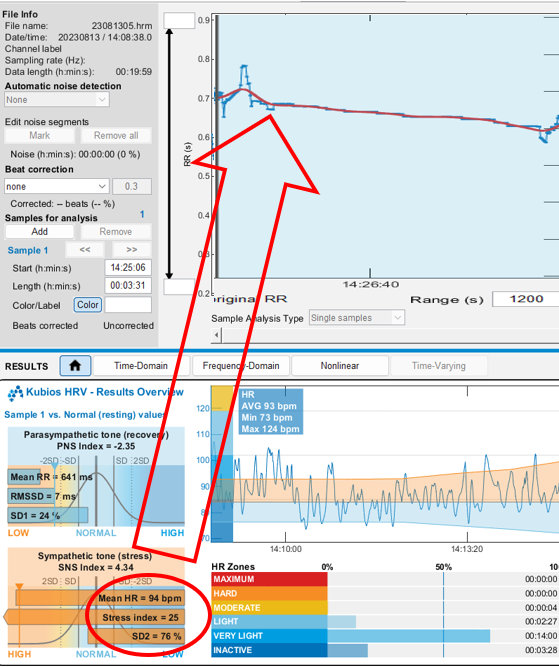 File Info
File name: 23081305.hrm
Date/time: 20230813 / 14:08:38.0
Channel label
Sampling rate (Hz):
Data length (h:min:s): 00:19:59
Automatic noise detection
None
Edit noise segments
Mark Remove all
Noise (h:min:s): 00:00:00 (0 %)
Beat correction
none 0.3
Corrected: -- beats (-- %)
Samples for analysis 1
Add Remove
Sample 1 << >>
Start (h:min:s) 14:25:06
Length (h:min:s) 00:03:31
Color/Label Color
Beats corrected Uncorrected
0.9
0.8
0.7
0.6
0.5
0.4
0.3
0.2
RR (s)
14:26:40
riginal RR Range (s) 1200
Sample Analysis Type Single samples
RESULTS Time-Domain Frequency-Domain Nonlinear Time-Varying
Kubios HRV - Results Overview
Sample 1 vs. Normal (resting) values
Parasympathetic tone (recovery)
PNS Index = -2.35
-2SD -SD SD 2SD
Mean RR = 641 ms
RMSSD = 7 ms
SD1 = 24 %
LOW NORMAL HIGH
Sympathetic tone (stress)
SNS Index = 4.34
2SD SD -SD -2SD
Mean HR = 94 bpm
Stress index = 25
SD2 = 76 %
HIGH NORMAL LOW
HR
AVG 93 bpm
Min 73 bpm
Max 124 bpm
120
110
100
90
80
70
14:10:00 14:13:20
HR Zones 0% 50% 10
MAXIMUM 00:00:00
HARD 00:00:00
MODERATE 00:00:04
LIGHT 00:02:27
VERY LIGHT 00:14:00
INACTIVE 00:03:28